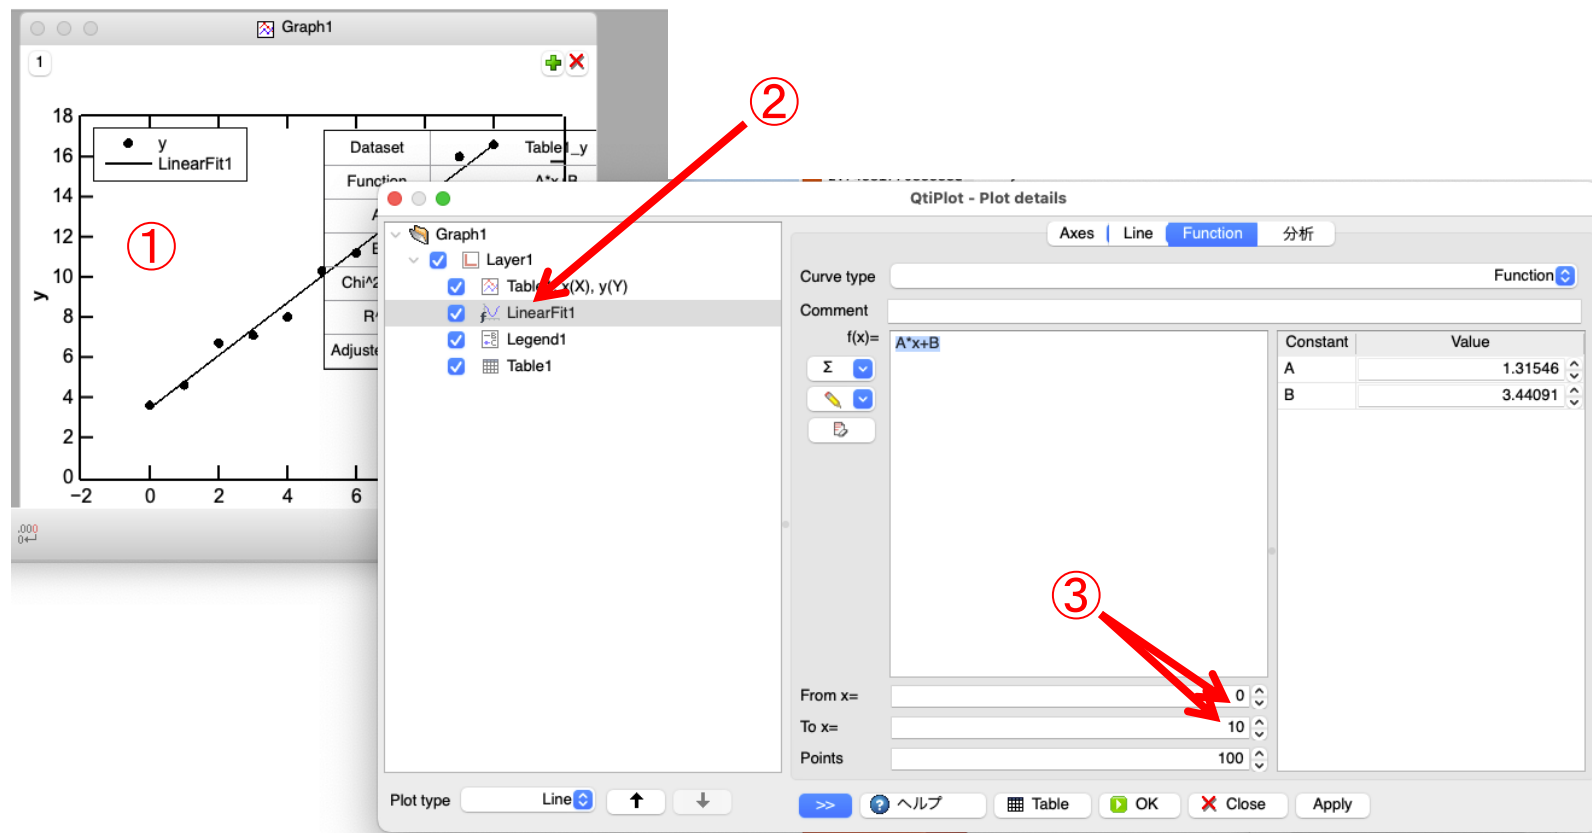 Graph1
1
18
16
14
12
10
8
6
4
2
0
−2
0
2
4
6
y
y
LinearFit1
Dataset
Table1_y
Function
A*x+B
Chi^2
①
②
QtiPlot - Plot details
Graph1
Layer1
LinearFit1
Legend1
Table1
Plot type
Line
Axes
Line
Function
分析
Curve type
Function
Comment
f(x)=
A*x+B
Σ
Constant
Value
A
1.31546
B
3.44091
③
From x=
0
To x=
10
Points
100
>>
ヘルプ
Table
OK
Close
Apply
.000
0